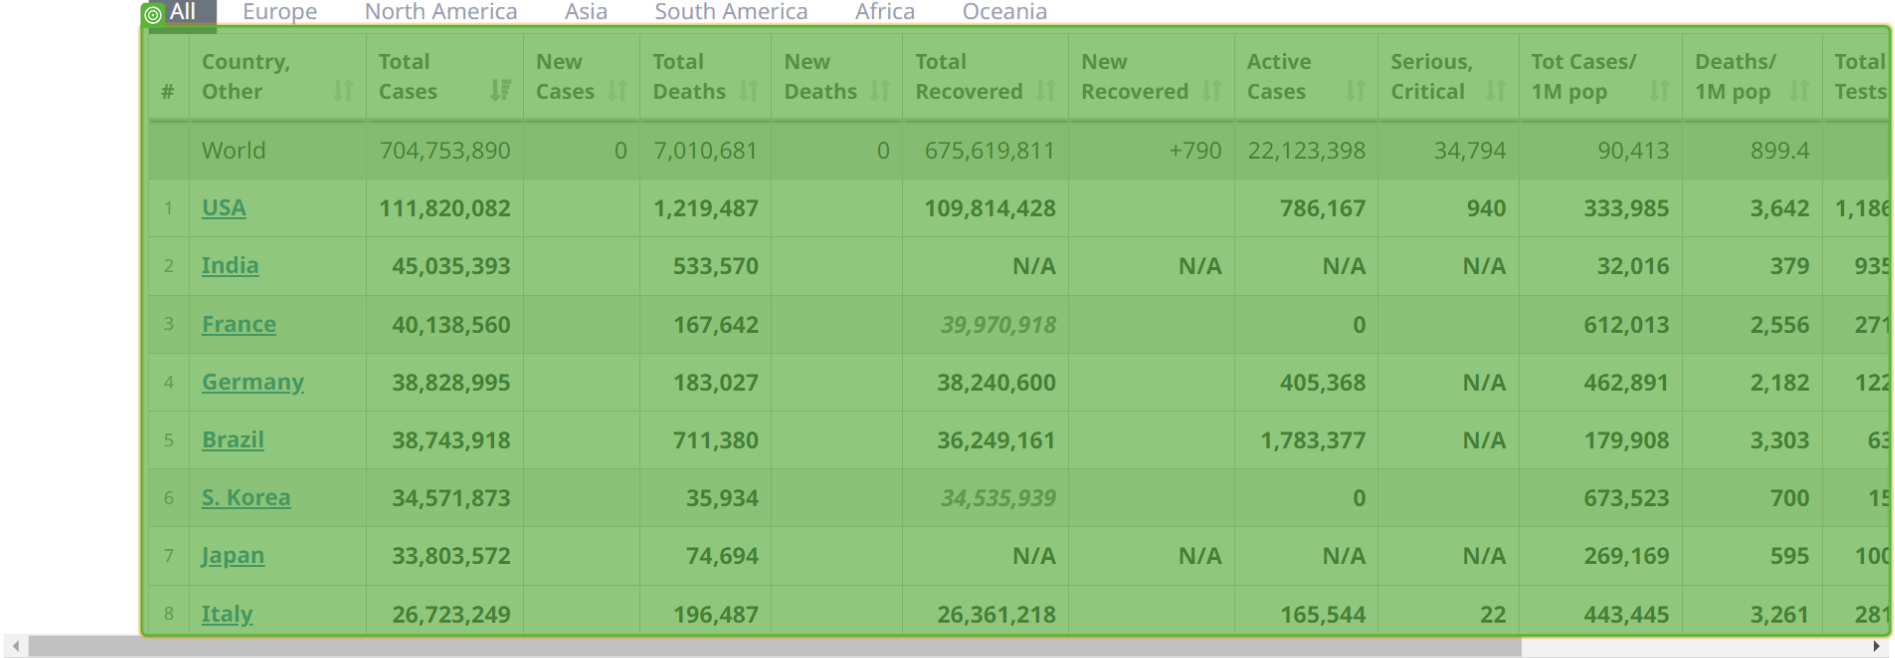 All Europe North America Asia South America Africa Oceania
# Country, Other Total Cases New Cases Total Deaths New Deaths Total Recovered New Recovered Active Cases Serious, Critical Tot Cases/ 1M pop Deaths/ 1M pop Total Tests
World 704,753,890 0 7,010,681 0 675,619,811 +790 22,123,398 34,794 90,413 899.4
1 USA 111,820,082 1,219,487 109,814,428 786,167 940 333,985 3,642 1,186
2 India 45,035,393 533,570 N/A N/A N/A N/A 32,016 379 935
3 France 40,138,560 167,642 39,970,918 0 612,013 2,556 271
4 Germany 38,828,995 183,027 38,240,600 405,368 N/A 462,891 2,182 122
5 Brazil 38,743,918 711,380 36,249,161 1,783,377 N/A 179,908 3,303 63
6 S. Korea 34,571,873 35,934 34,535,939 0 673,523 700 15
7 Japan 33,803,572 74,694 N/A N/A N/A N/A 269,169 595 100
8 Italy 26,723,249 196,487 26,361,218 165,544 22 443,445 3,261 281